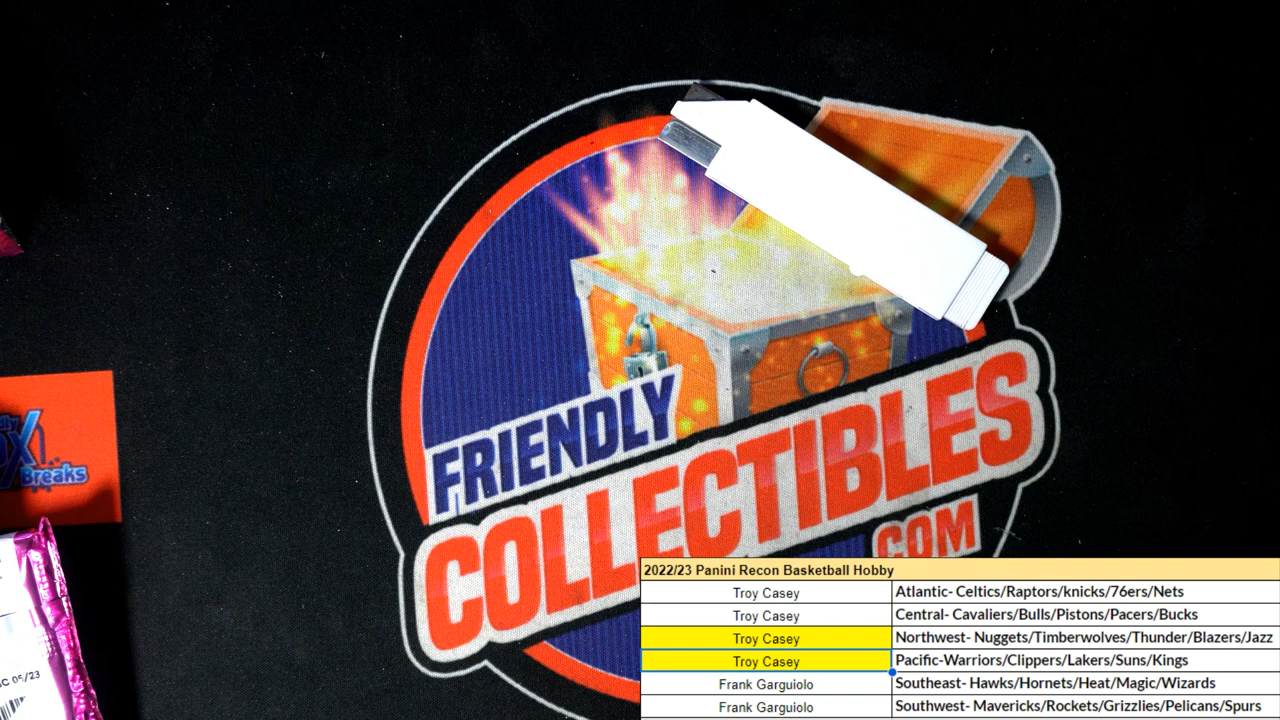 FRIENDLY
COLLECTIBLES
.COM
Breaks
C 05/23
2022/23 Panini Recon Basketball Hobby
Troy Casey Atlantic- Celtics/Raptors/knicks/76ers/Nets
Troy Casey Central- Cavaliers/Bulls/Pistons/Pacers/Bucks
Troy Casey Northwest- Nuggets/Timberwolves/Thunder/Blazers/Jazz
Troy Casey Pacific-Warriors/Clippers/Lakers/Suns/Kings
Frank Garguiolo Southeast- Hawks/Hornets/Heat/Magic/Wizards
Frank Garguiolo Southwest- Mavericks/Rockets/Grizzlies/Pelicans/Spurs